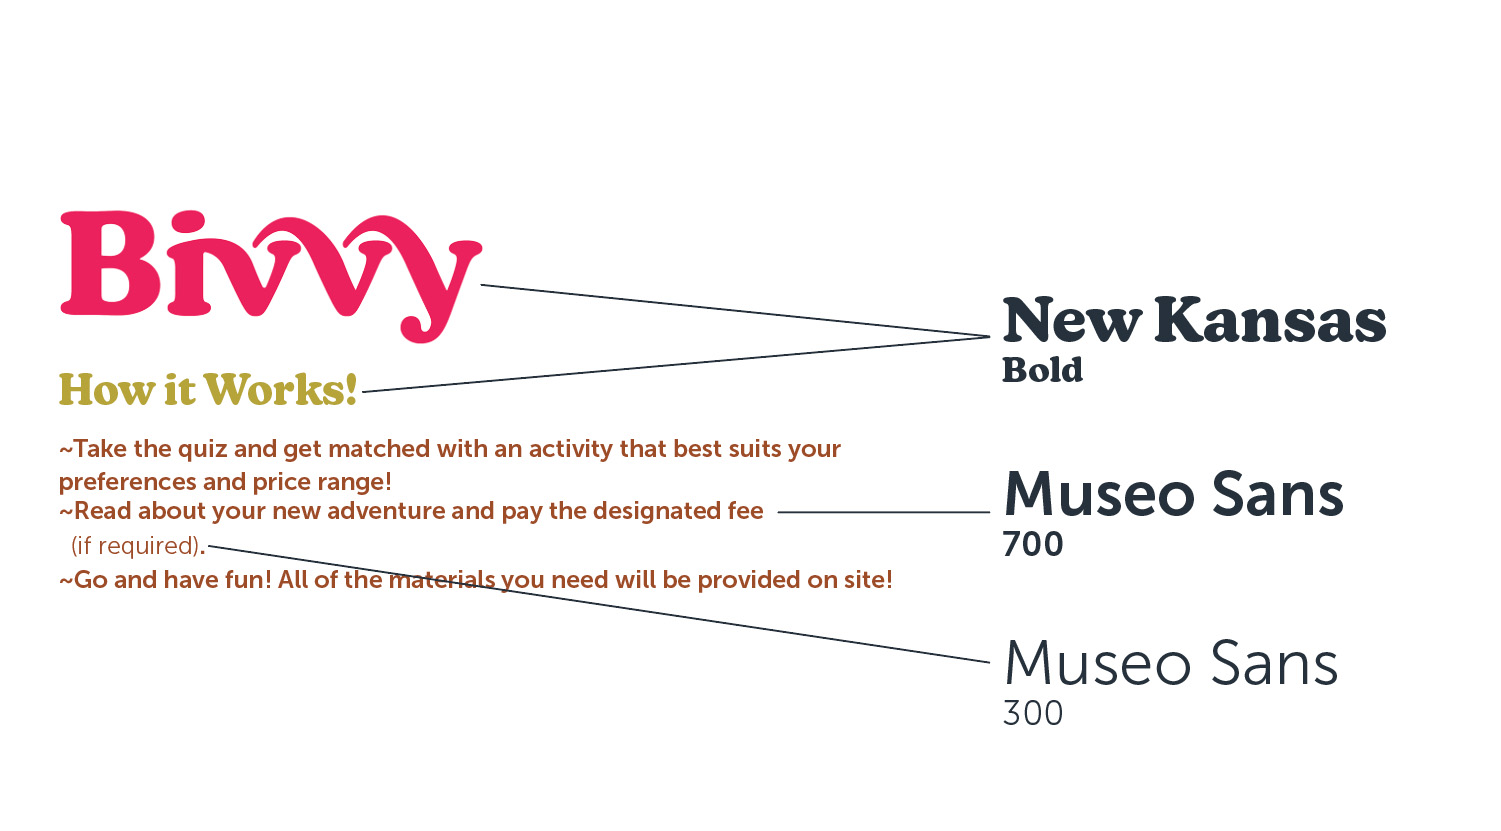 Bivvy
How it Works!
~Take the quiz and get matched with an activity that best suits your
preferences and price range!
~Read about your new adventure and pay the designated fee
(if required).
~Go and have fun! All of the materials you need will be provided on site!
New Kansas
Bold
Museo Sans
700
Museo Sans
300